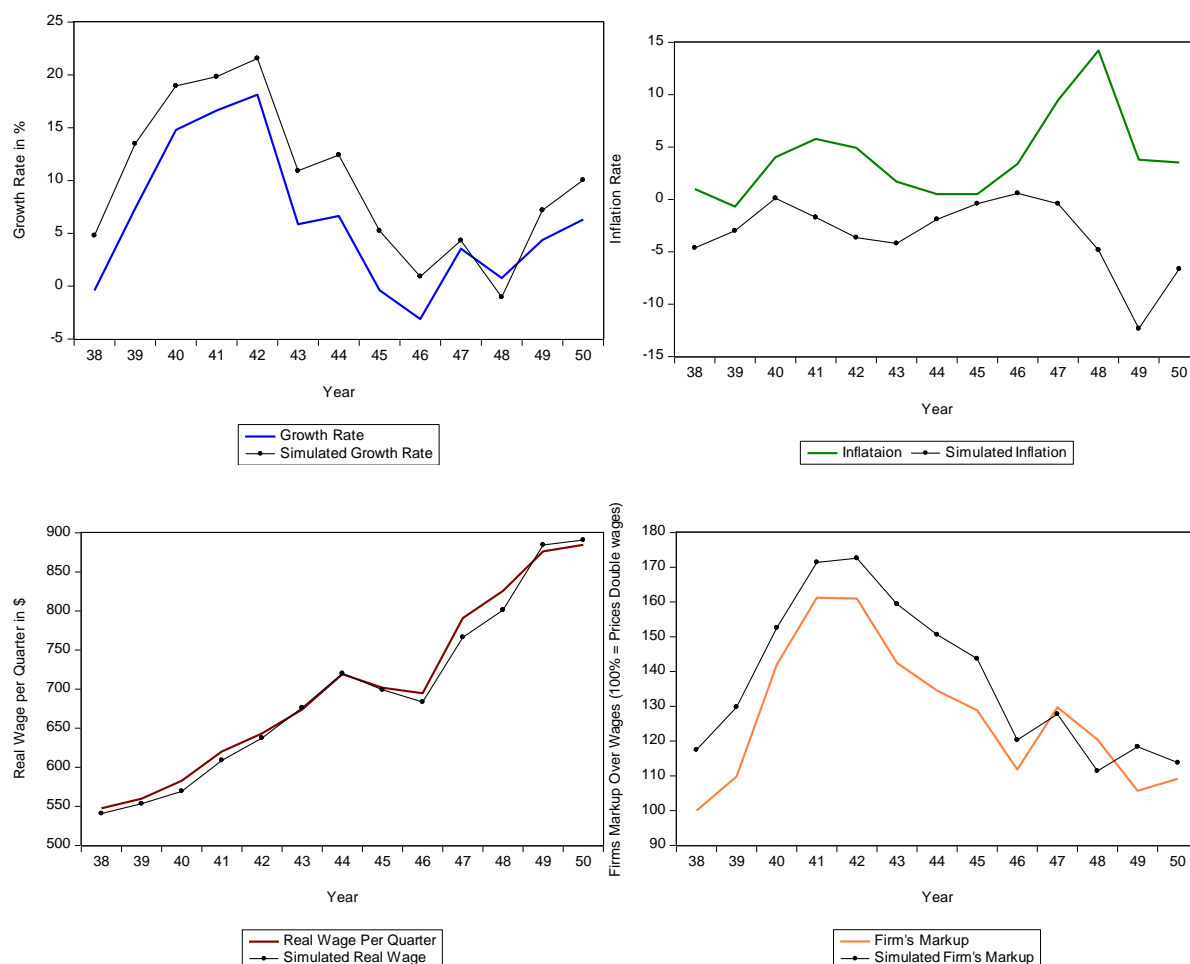 Growth Rate in %
25
20
15
10
5
0
-5
38 39 40 41 42 43 44 45 46 47 48 49 50
Year
Growth Rate
Simulated Growth Rate
Inflation Rate
15
10
5
0
-5
-10
-15
38 39 40 41 42 43 44 45 46 47 48 49 50
Year
Inflataion Simulated Inflation
Real Wage per Quarter in $
900
850
800
750
700
650
600
550
500
38 39 40 41 42 43 44 45 46 47 48 49 50
Year
Real Wage Per Quarter
Simulated Real Wage
Firms Markup Over Wages (100% = Prices Double wages)
180
170
160
150
140
130
120
110
100
90
38 39 40 41 42 43 44 45 46 47 48 49 50
Year
Firm's Markup
Simulated Firm's Markup